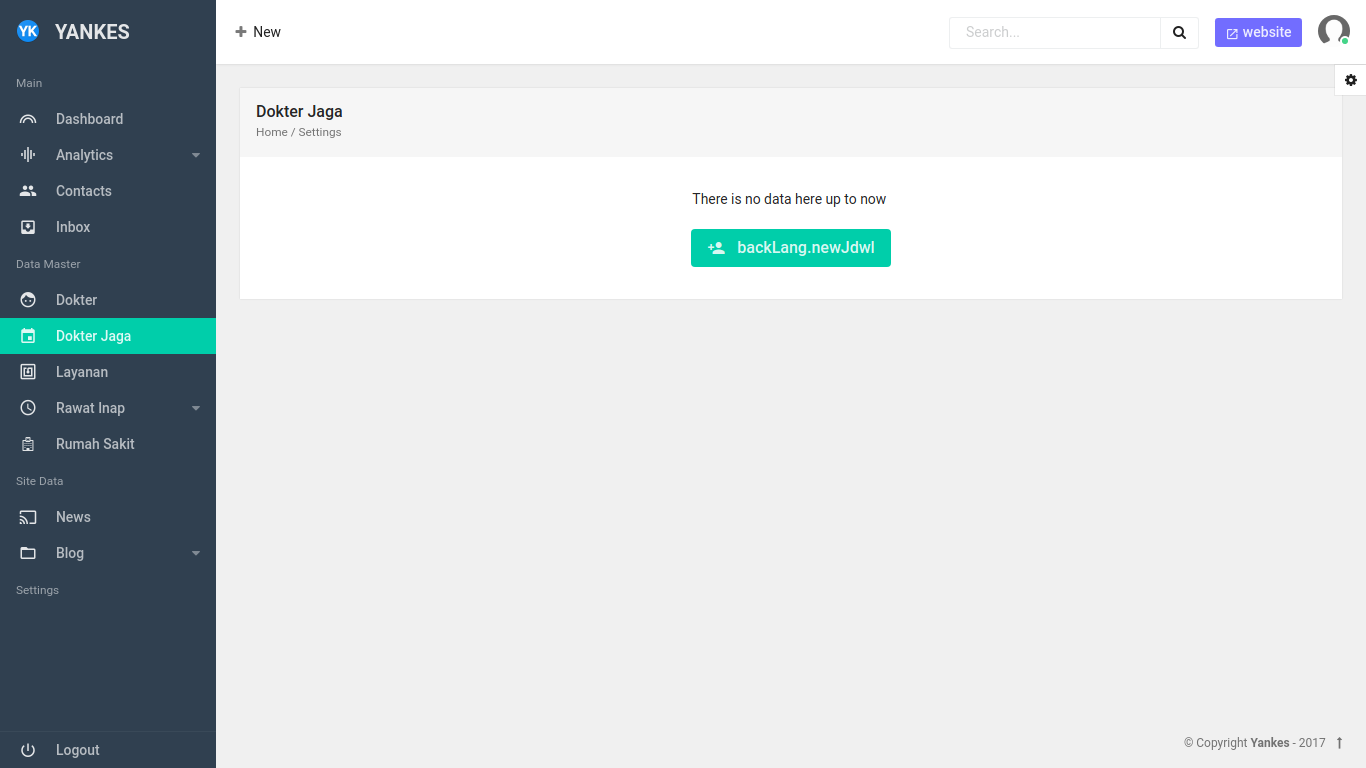 YK YANKES
Main
Dashboard
Analytics
Contacts
Inbox
Data Master
Dokter
Dokter Jaga
Layanan
Rawat Inap
Rumah Sakit
Site Data
News
Blog
Settings
Logout
New
Search...
website
Dokter Jaga
Home / Settings
There is no data here up to now
backLang.newJdwl
© Copyright Yankes - 2017